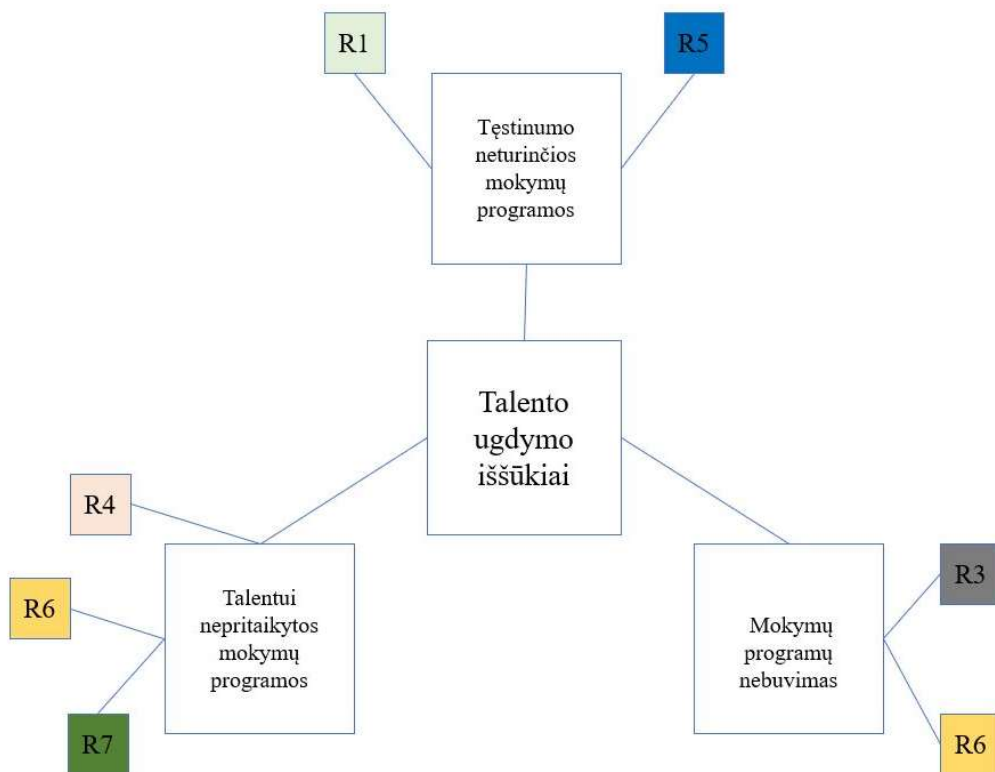 R1
R5
Tęstinumo
neturinčios
mokymų
programos
Talento
ugdymo
iššūkiai
R4
R6
R7
Talentui
nepritaikytos
mokymų
programos
Mokymų
programų
nebuvimas
R3
R6